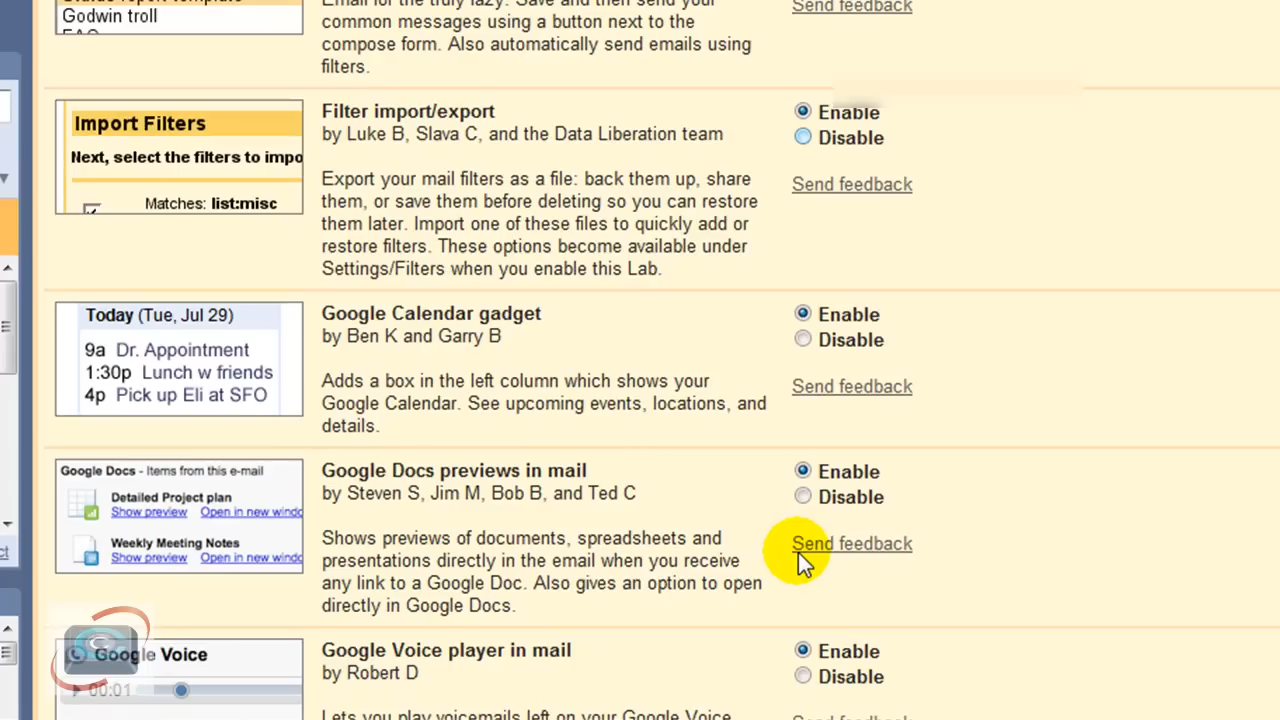 Godwin troll
Email for the truly lazy. Save and then send your
common messages using a button next to the
compose form. Also automatically send emails using
filters.
Send feedback
Import Filters
Next, select the filters to impo
Matches: list:misc
Filter import/export
by Luke B, Slava C, and the Data Liberation team
Export your mail filters as a file: back them up, share
them, or save them before deleting so you can restore
them later. Import one of these files to quickly add or
restore filters. These options become available under
Settings/Filters when you enable this Lab.
Enable
Disable
Send feedback
Today (Tue, Jul 29)
9a Dr. Appointment
1:30p Lunch w friends
4p Pick up Eli at SFO
Google Calendar gadget
by Ben K and Garry B
Adds a box in the left column which shows your
Google Calendar. See upcoming events, locations, and
details.
Enable
Disable
Send feedback
Google Docs - Items from this e-mail
Detailed Project plan
Show preview Open in new windo
Weekly Meeting Notes
Show preview Open in new windo
Google Docs previews in mail
by Steven S, Jim M, Bob B, and Ted C
Shows previews of documents, spreadsheets and
presentations directly in the email when you receive
any link to a Google Doc. Also gives an option to open
directly in Google Docs.
Enable
Disable
Send feedback
Google Voice
00:01
Google Voice player in mail
by Robert D
Lets you play voicemails left on your Google Voice
Enable
Disable